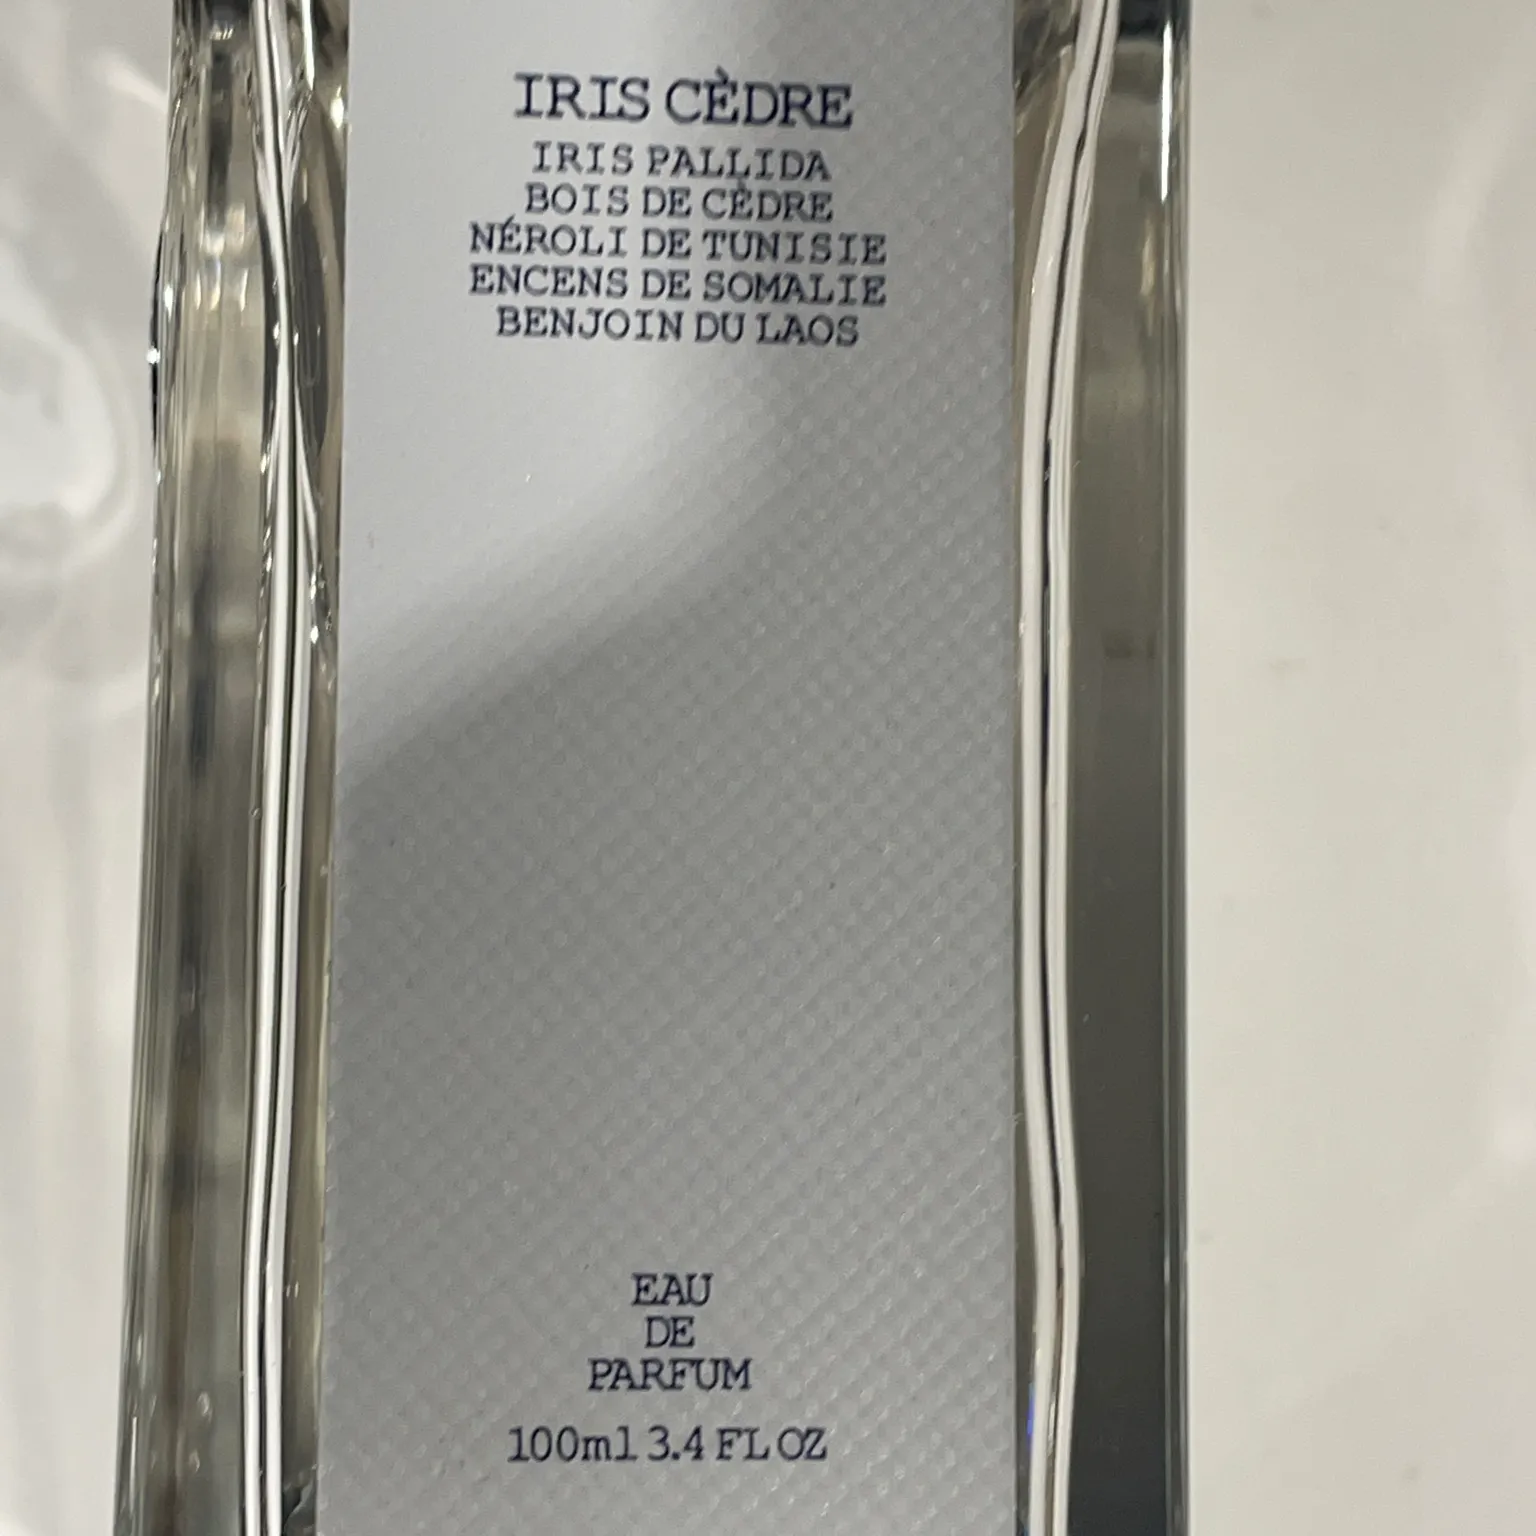 IRIS CÈDRE
IRIS PALLIDA
BOIS DE CÈDRE
NÉROLI DE TUNISIE
ENCENS DE SOMALIE
BENJOIN DU LAOS
EAU
DE
PARFUM
100ml 3.4 FL OZ